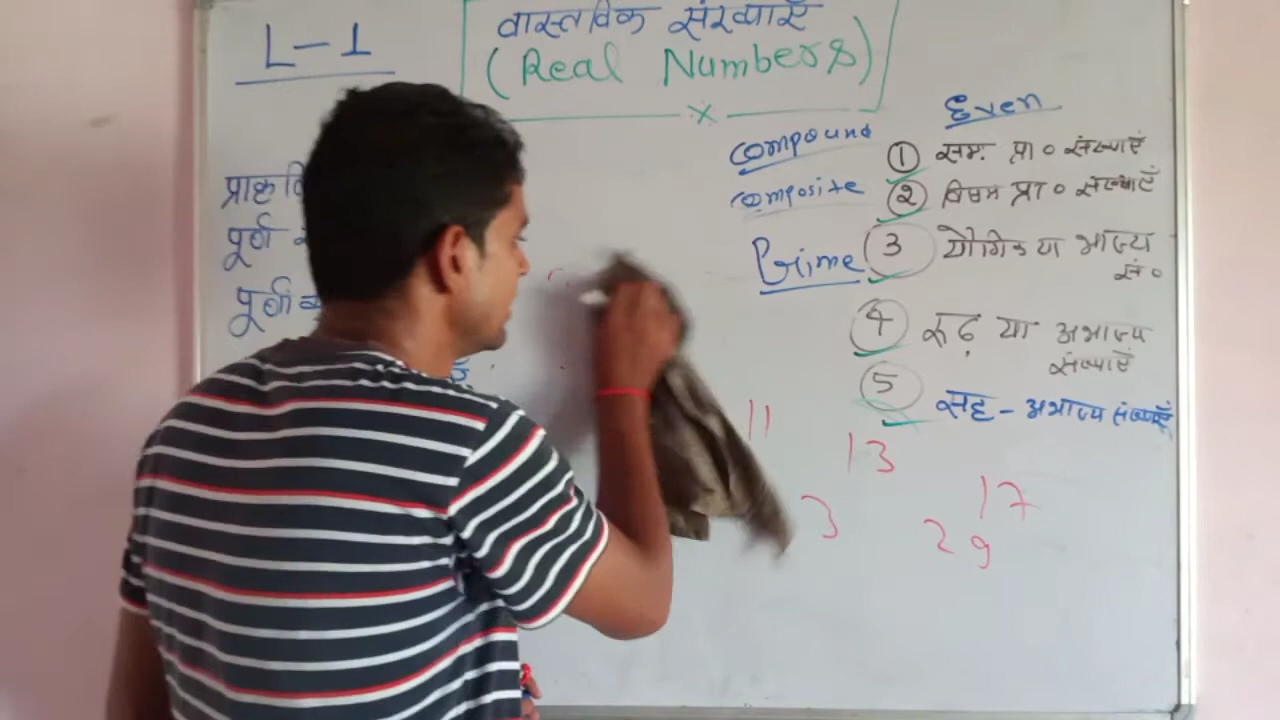 L-1
वास्तविक संख्याएँ
(Real Numbers)
Even
Compound
① सम प्रा० संख्याएँ
Composite
② विषम प्रा० संख्याएँ
Prime
③ यौगिक या भाज्य
सं०
④ रूढ़ या अभाज्य
संख्याएँ
⑤ सह-अभाज्य संख्याएँ
पूर्ण
पूर्ण
11
13
17
3
29